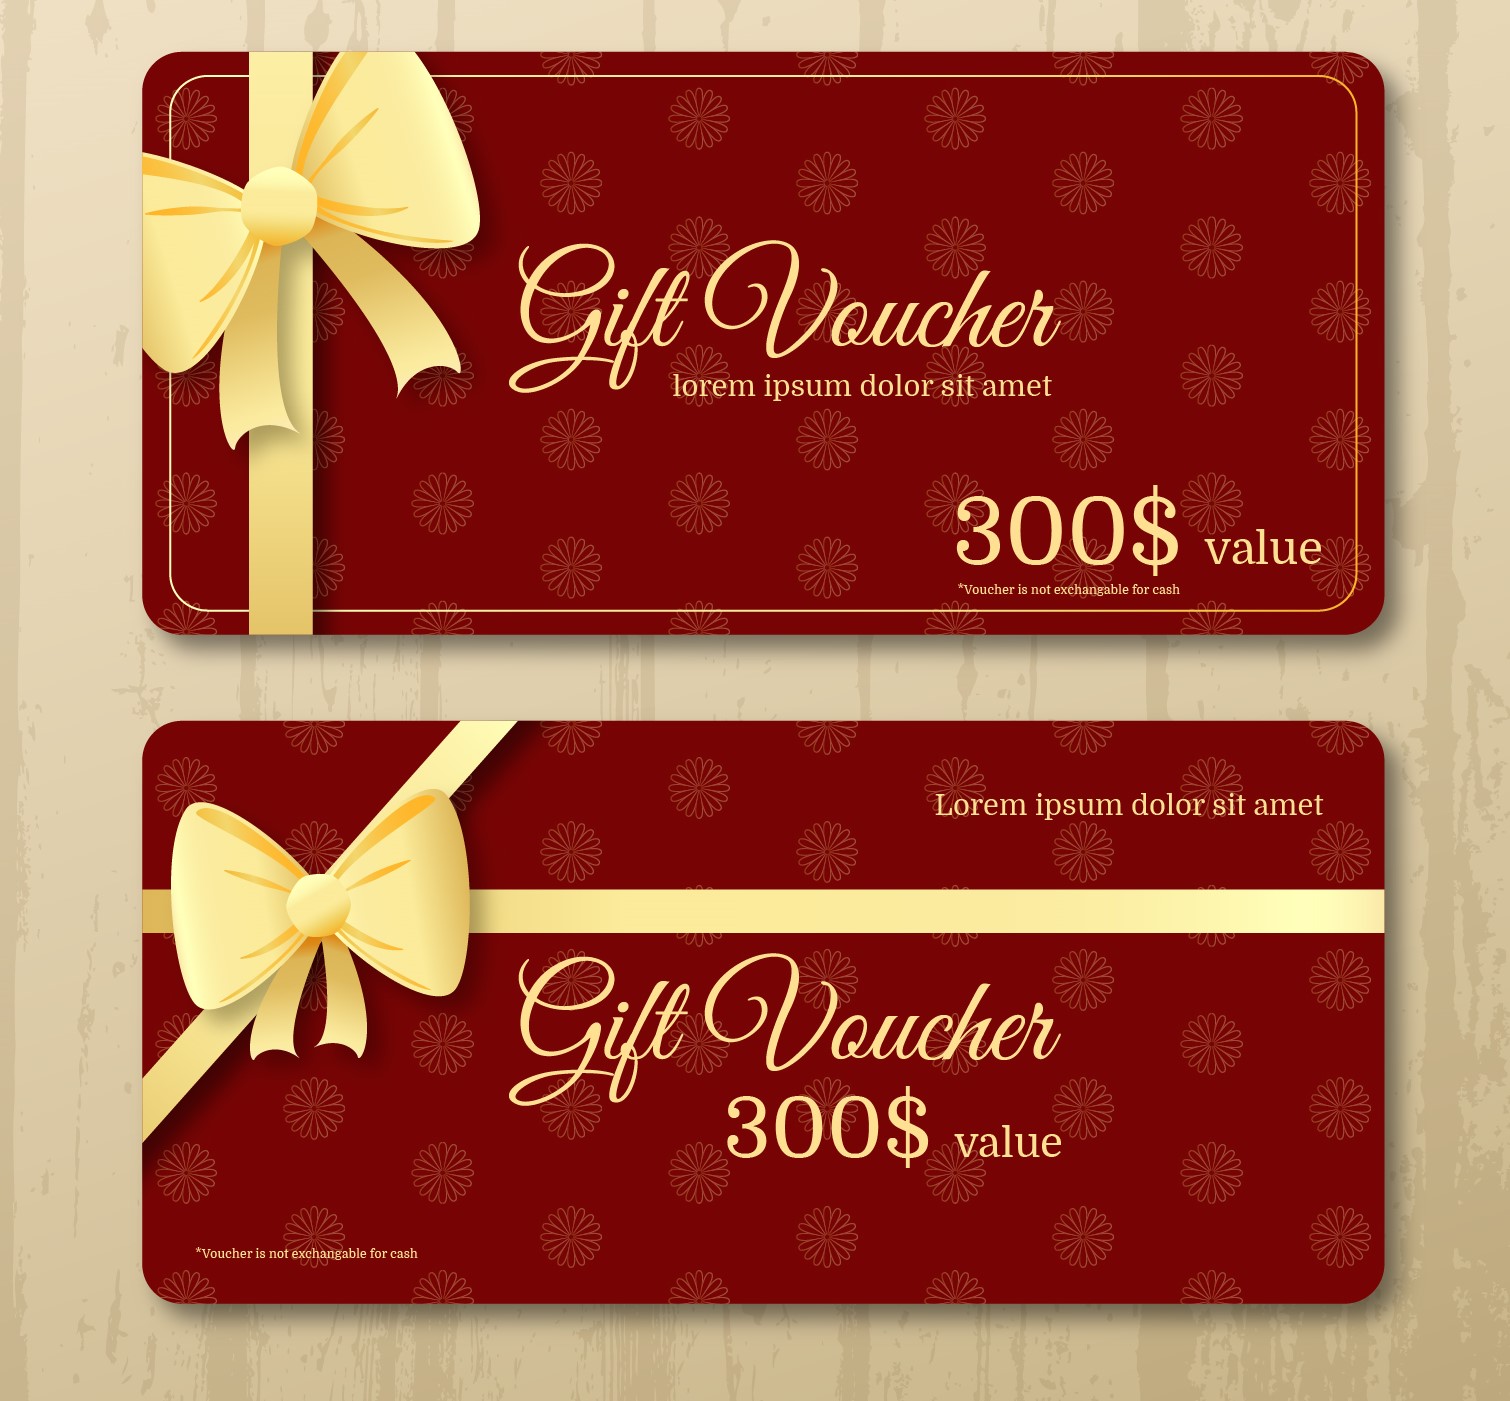 Gift Voucher
lorem ipsum dolor sit amet
300$ value
*Voucher is not exchangable for cash
Lorem ipsum dolor sit amet
Gift Voucher
300$ value
*Voucher is not exchangable for cash